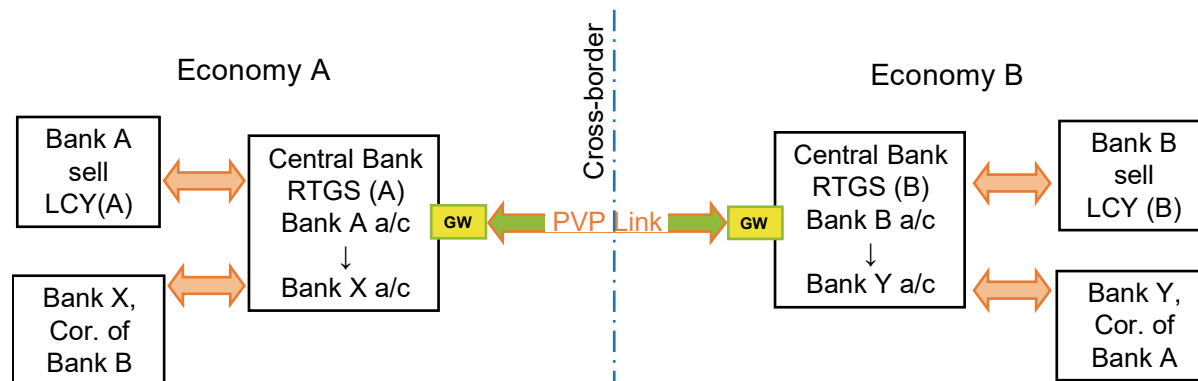 Economy A
Bank A
sell
LCY(A)
Bank X,
Cor. of
Bank B
Central Bank
RTGS (A)
Bank A a/c
↓
Bank X a/c
GW
Cross-border
PVP Link
Economy B
GW
Central Bank
RTGS (B)
Bank B a/c
↓
Bank Y a/c
Bank B
sell
LCY (B)
Bank Y,
Cor. of
Bank A